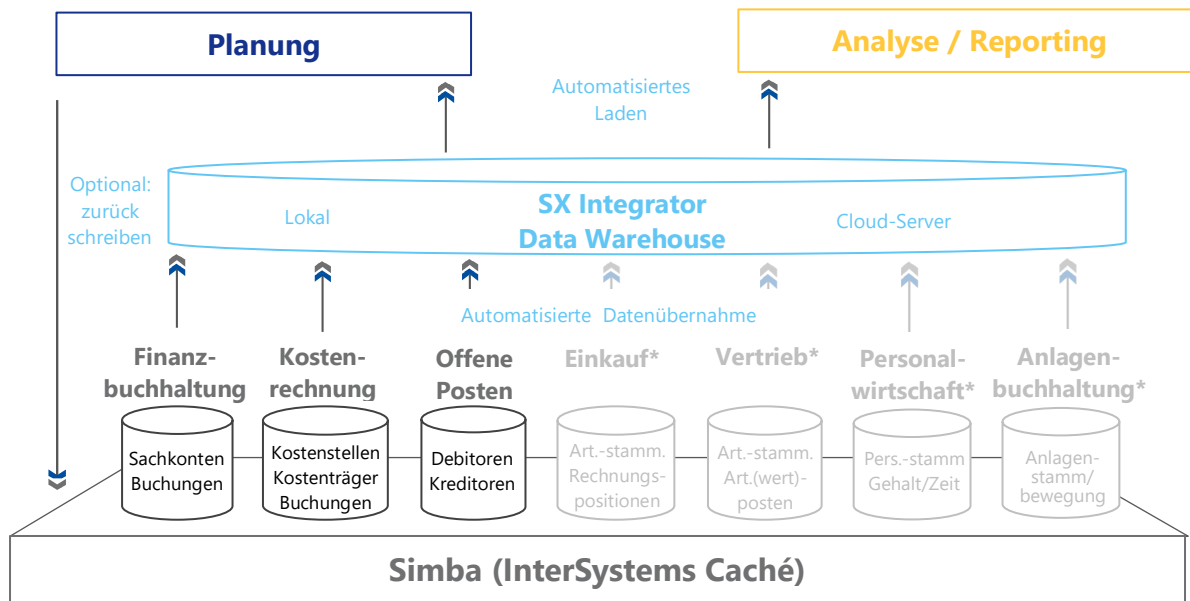 Planung
Analyse / Reporting
Automatisiertes
Laden
Optional:
zurück
schreiben
Lokal
SX Integrator
Data Warehouse
Cloud-Server
Automatisierte Datenübernahme
Finanz-
buchhaltung
Kosten-
rechnung
Offene
Posten
Einkauf*
Vertrieb*
Personal-
wirtschaft*
Anlagen-
buchhaltung*
Sachkonten
Buchungen
Kostenstellen
Kostenträger
Buchungen
Debitoren
Kreditoren
Art.-stamm.
Rechnungs-
positionen
Art.-stamm.
Art.(wert)-
posten
Pers.-stamm
Gehalt/Zeit
Anlagen-
stamm/
bewegung
Simba (InterSystems Caché)